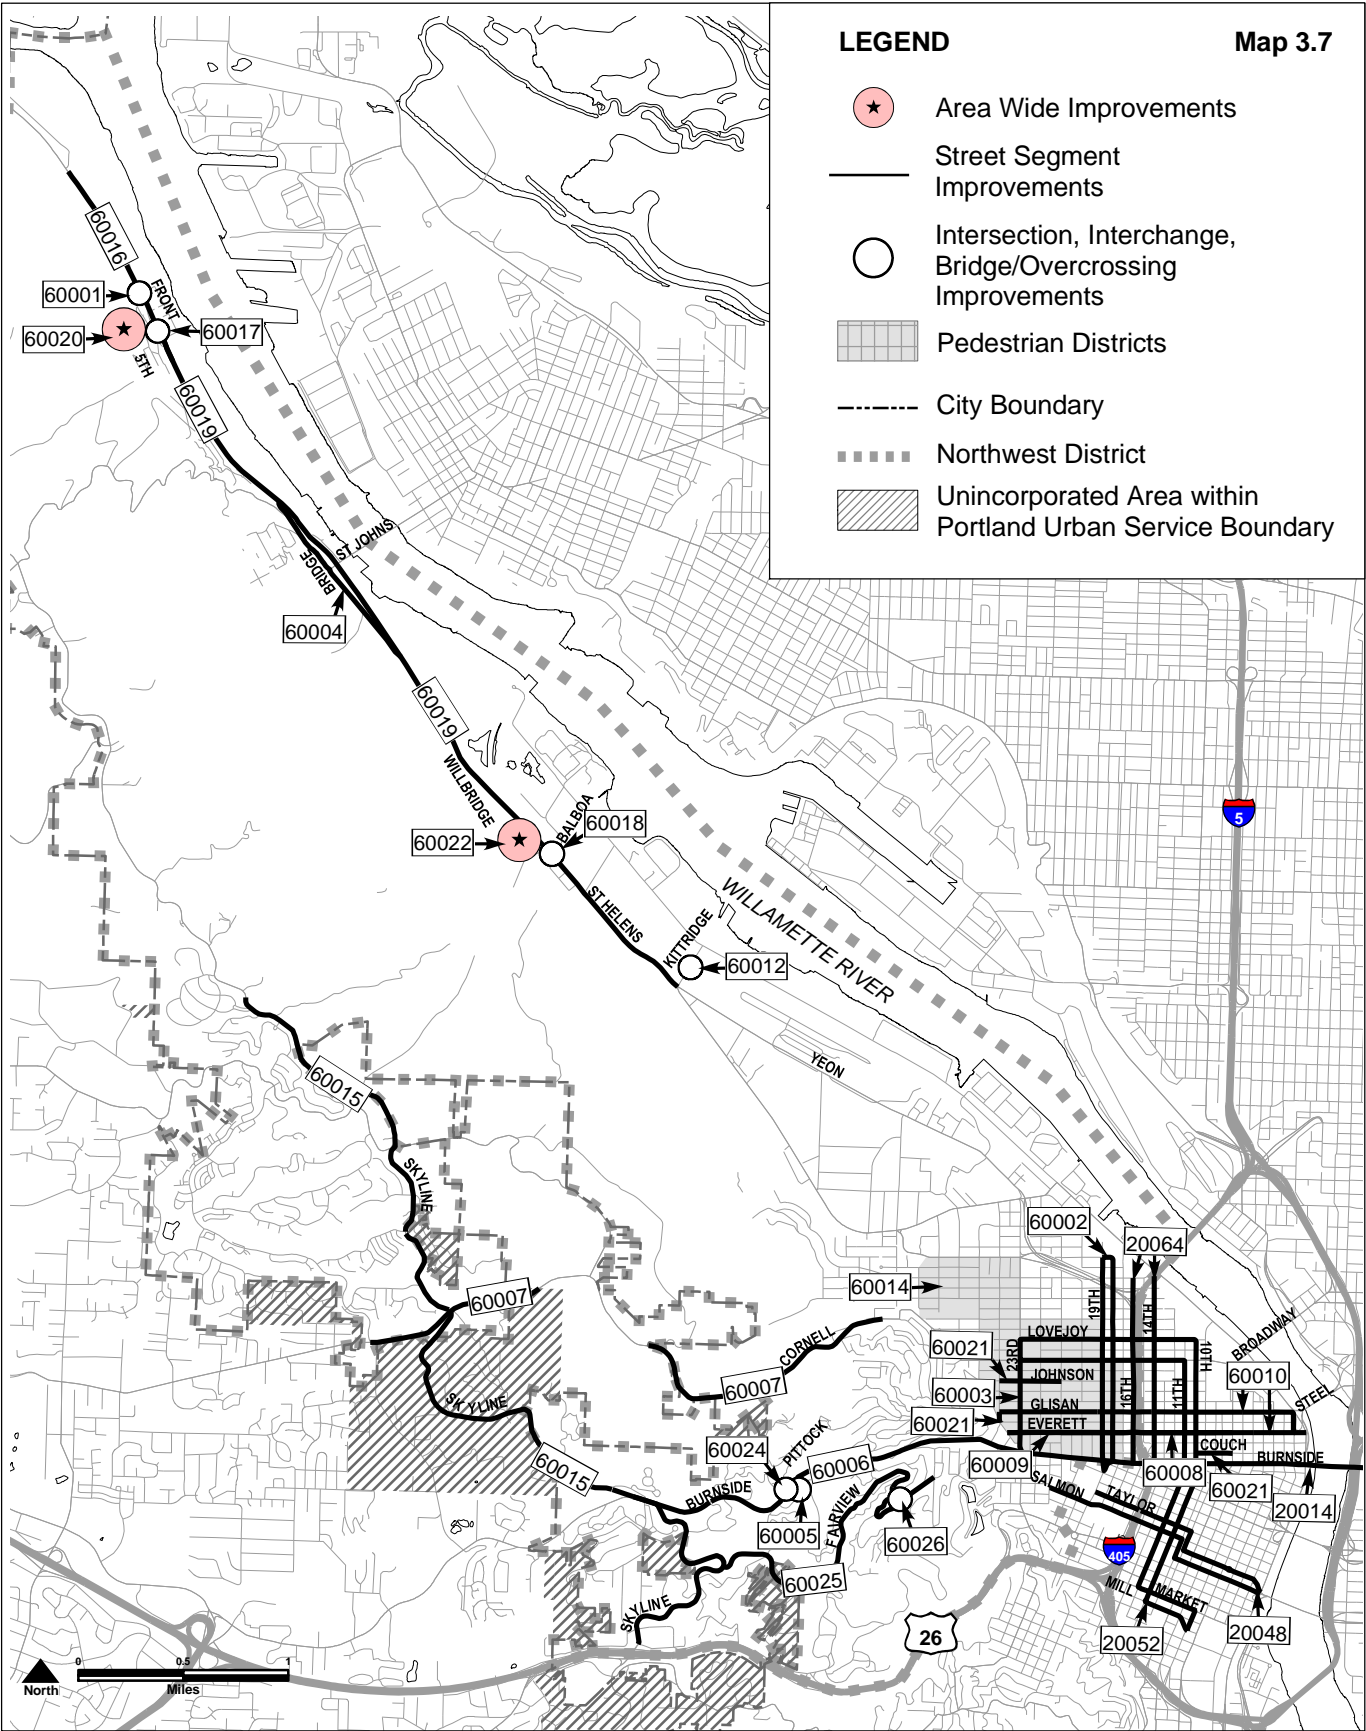 LEGEND
Map 3.7
Area Wide Improvements
Street Segment
Improvements
Intersection, Interchange,
Bridge/Overcrossing
Improvements
Pedestrian Districts
City Boundary
Northwest District
Unincorporated Area within
Portland Urban Service Boundary
60016
60001
FRONT
60020
60017
5TH
60019
ST JOHNS
BRIDGE
60004
60019
WILLBRIDGE
5
BALBOA
60018
60022
ST HELENS
WILLAMETTE RIVER
KITTRIDGE
60012
YEON
60015
SKYLINE
60002
20064
60007
60014
19TH
14TH
LOVEJOY
BROADWAY
CORNELL
60021
23RD
10TH
JOHNSON
60010
60007
60003
16TH
11TH
STEEL
SKYLINE
GLISAN
60021
EVERETT
60024
PITTOCK
COUCH
60006
BURNSIDE
60015
60009
60008
SALMON
60021
BURNSIDE
TAYLOR
20014
FAIRVIEW
60005
60026
405
60025
MILL
MARKET
SKYLINE
26
20052
20048
0
0.5
1
North
Miles